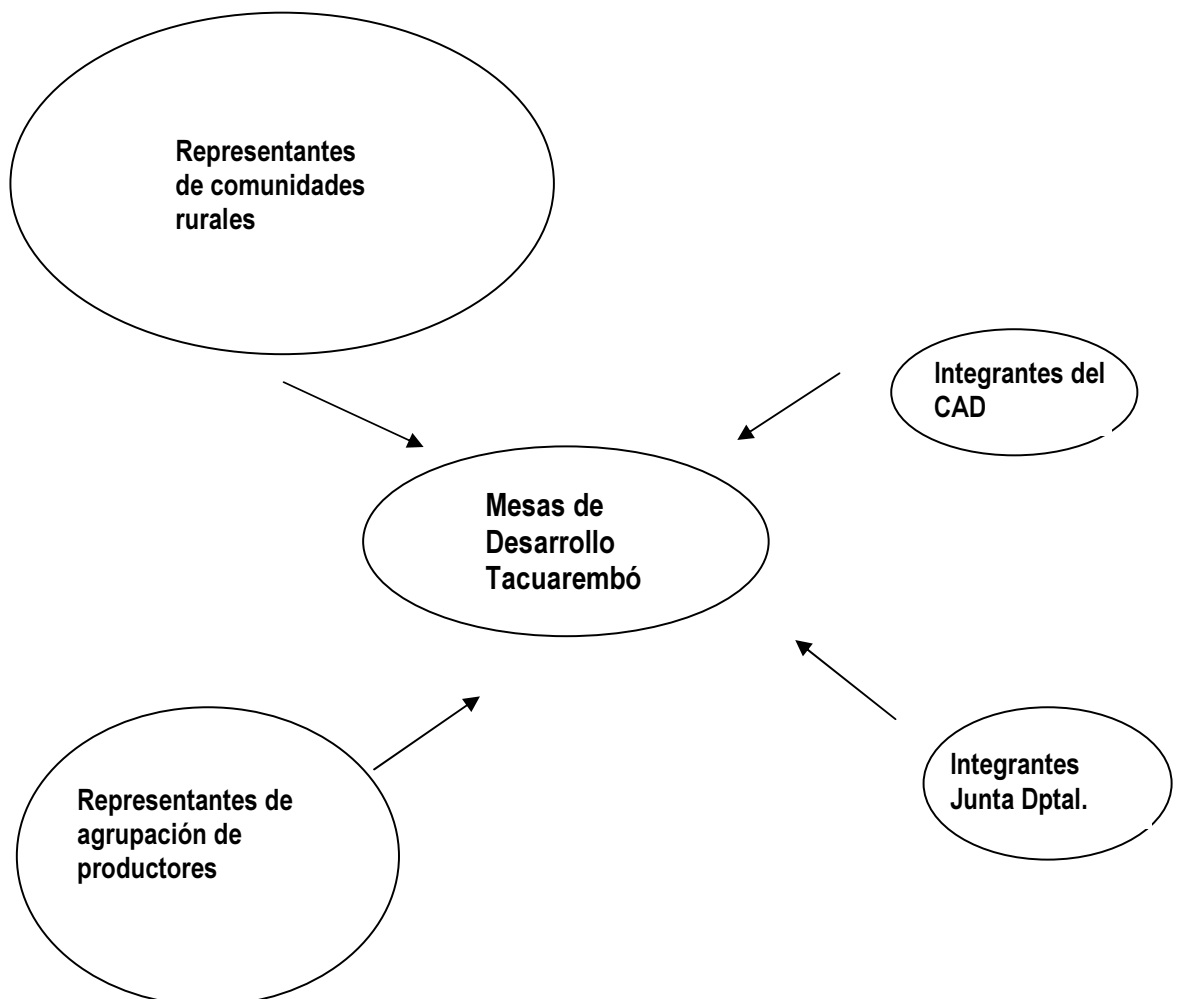 Representantes
de comunidades
rurales
Integrantes del
CAD
Mesas de
Desarrollo
Tacuarembó
Representantes de
agrupación de
productores
Integrantes
Junta Dptal.